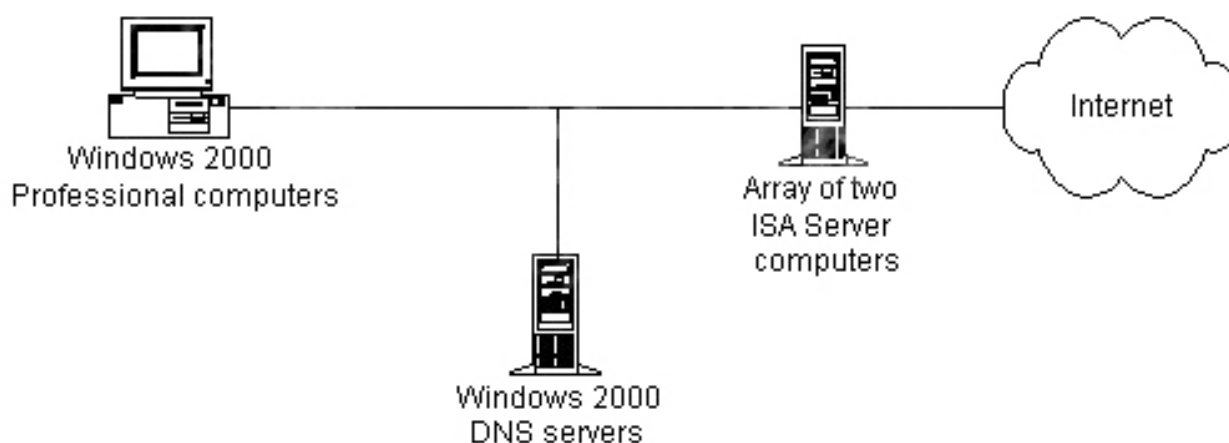 Windows 2000
Professional computers
Windows 2000
DNS servers
Array of two
ISA Server
computers
Internet